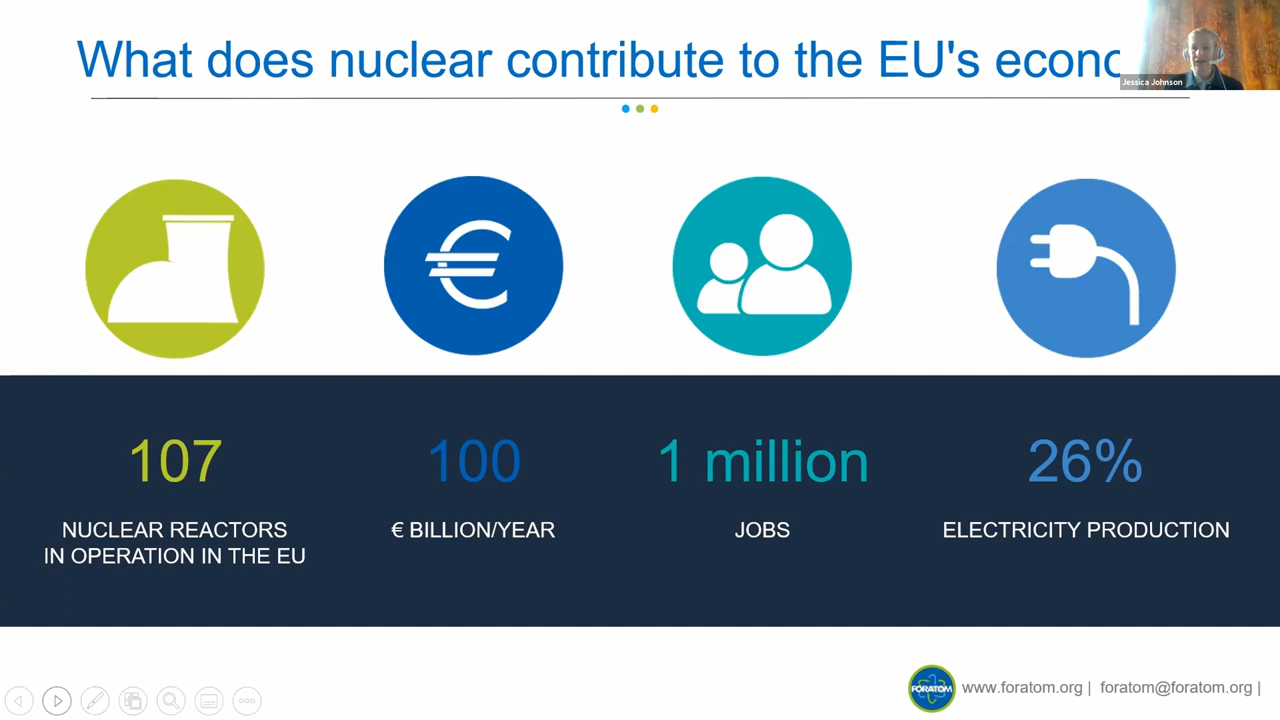 What does nuclear contribute to the EU's econo
Jessica Johnson
107
NUCLEAR REACTORS
IN OPERATION IN THE EU
100
€ BILLION/YEAR
1 million
JOBS
26%
ELECTRICITY PRODUCTION
FORATOM
www.foratom.org | foratom@foratom.org |